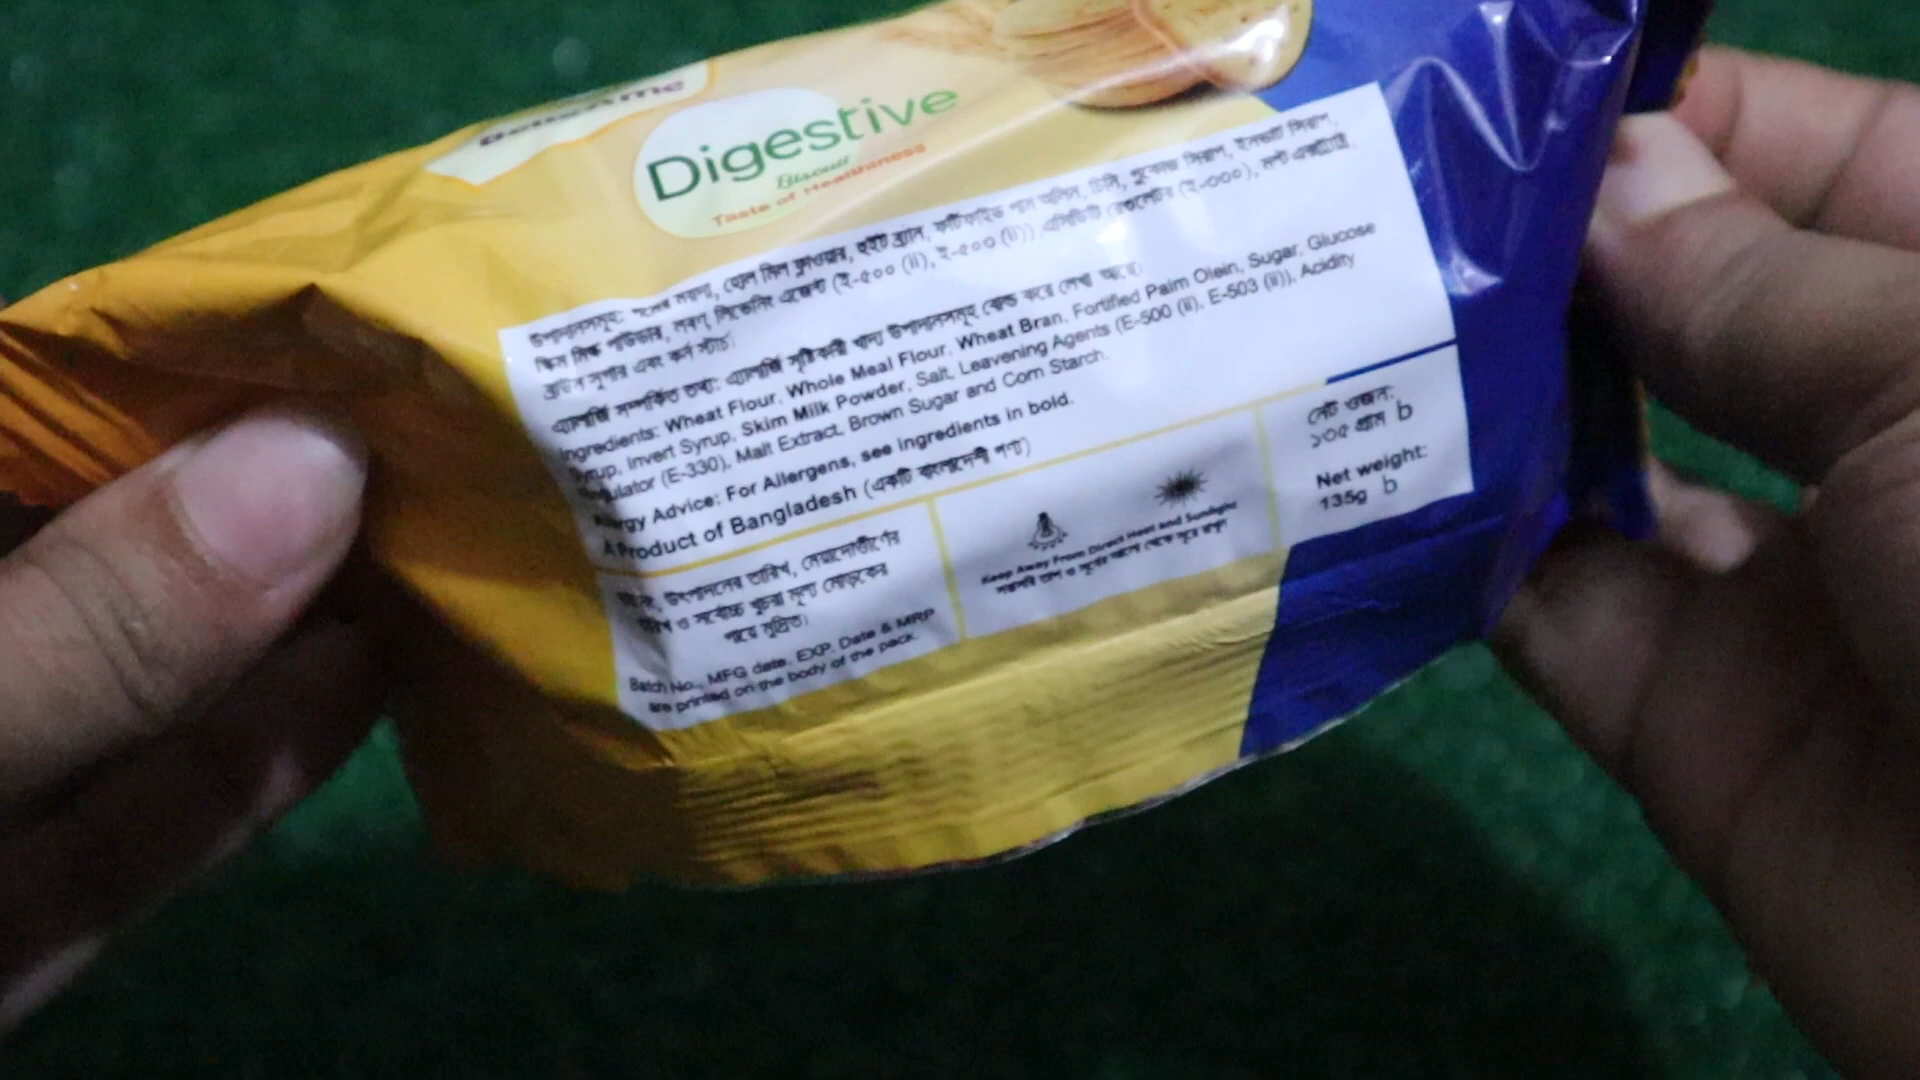 Digestive
Biscuit
Taste of Healthiness
উপাদানসমূহ: ময়দা, হোল মিল ফ্লাওয়ার, হুইট ব্র্যান, ফর্টিফাইড পাম অলিন, চিনি, গ্লুকোজ সিরাপ, ইনভার্ট সিরাপ,
স্কিম মিল্ক পাউডার, লবণ, লিভেনিং এজেন্ট (ই-৫০০ (ii), ই-৫০৩ (ii)), এসিডিটি রেগুলেটর (ই-৩৩০), মল্ট এক্সট্রাক্ট,
ব্রাউন সুগার এবং কর্ন স্টার্চ।
এ্যালার্জি সম্পর্কিত তথ্য: এ্যালার্জি সৃষ্টিকারী খাদ্য উপাদানসমূহ বোল্ড করে লেখা আছে।
Ingredients: Wheat Flour, Whole Meal Flour, Wheat Bran, Fortified Palm Olein, Sugar, Glucose
Syrup, Invert Syrup, Skim Milk Powder, Salt, Leavening Agents (E-500 (ii), E-503 (ii)), Acidity
Regulator (E-330), Malt Extract, Brown Sugar and Corn Starch.
Allergy Advice: For Allergens, see ingredients in bold.
A Product of Bangladesh (একটি বাংলাদেশী পণ্য)
নং, উৎপাদনের তারিখ, মেয়াদোত্তীর্ণের
তারিখ ও সর্বোচ্চ খুচরা মূল্য মোড়কের
গায়ে মুদ্রিত।
Batch No., MFG date, EXP. Date & MRP
are printed on the body of the pack.
Keep Away From Direct Heat and Sunlight
সরাসরি তাপ ও সূর্যের আলো থেকে দূরে রাখুন
নেট ওজন:
১৩৫ গ্রাম b
Net weight:
135g b